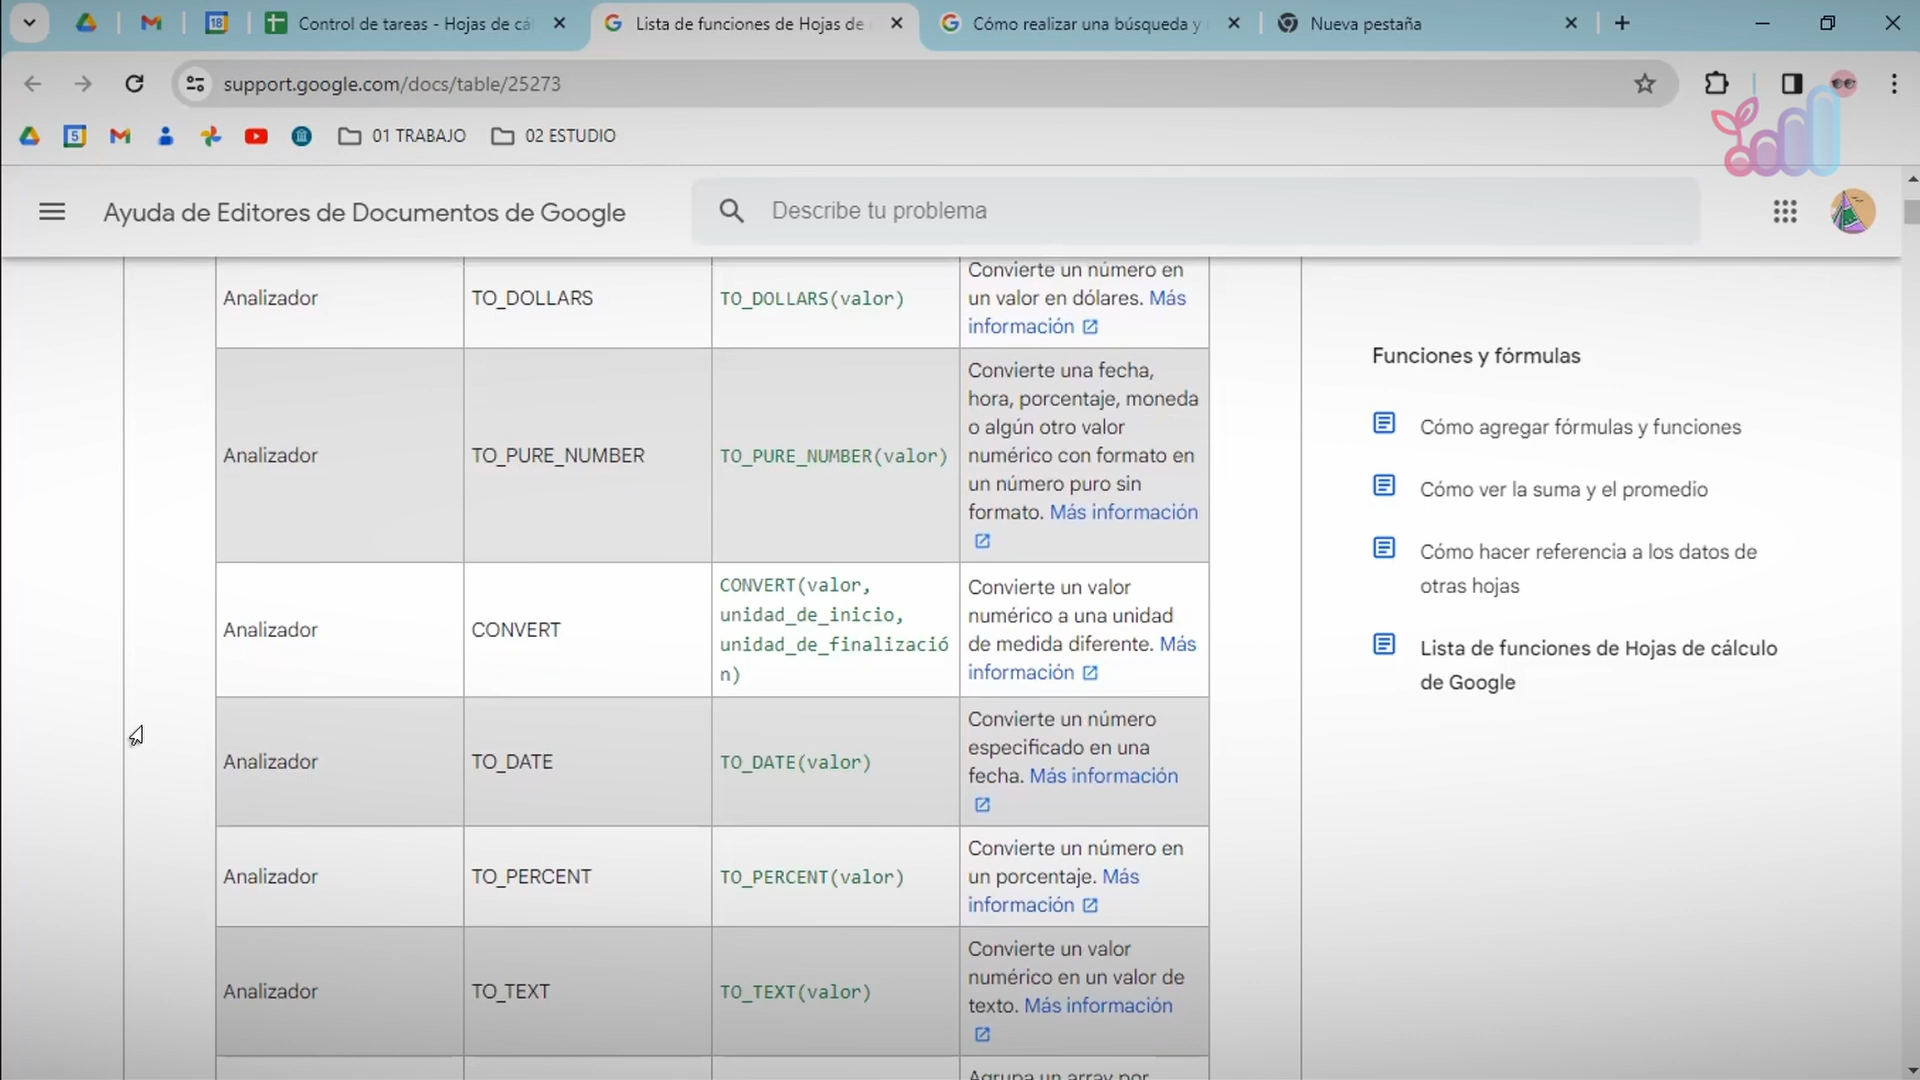 18
Control de tareas - Hojas de cá
Lista de funciones de Hojas de
Cómo realizar una búsqueda y
Nueva pestaña
support.google.com/docs/table/25273
5
01 TRABAJO
02 ESTUDIO
Ayuda de Editores de Documentos de Google
Describe tu problema
Analizador
TO_DOLLARS
TO_DOLLARS(valor)
Convierte un número en
un valor en dólares. Más
información
Analizador
TO_PURE_NUMBER
TO_PURE_NUMBER(valor)
Convierte una fecha,
hora, porcentaje, moneda
o algún otro valor
numérico con formato en
un número puro sin
formato. Más información
Analizador
CONVERT
CONVERT(valor,
unidad_de_inicio,
unidad_de_finalizació
n)
Convierte un valor
numérico a una unidad
de medida diferente. Más
información
Analizador
TO_DATE
TO_DATE(valor)
Convierte un número
especificado en una
fecha. Más información
Analizador
TO_PERCENT
TO_PERCENT(valor)
Convierte un número en
un porcentaje. Más
información
Analizador
TO_TEXT
TO_TEXT(valor)
Convierte un valor
numérico en un valor de
texto. Más información
Agrupa un array por
Funciones y fórmulas
Cómo agregar fórmulas y funciones
Cómo ver la suma y el promedio
Cómo hacer referencia a los datos de
otras hojas
Lista de funciones de Hojas de cálculo
de Google